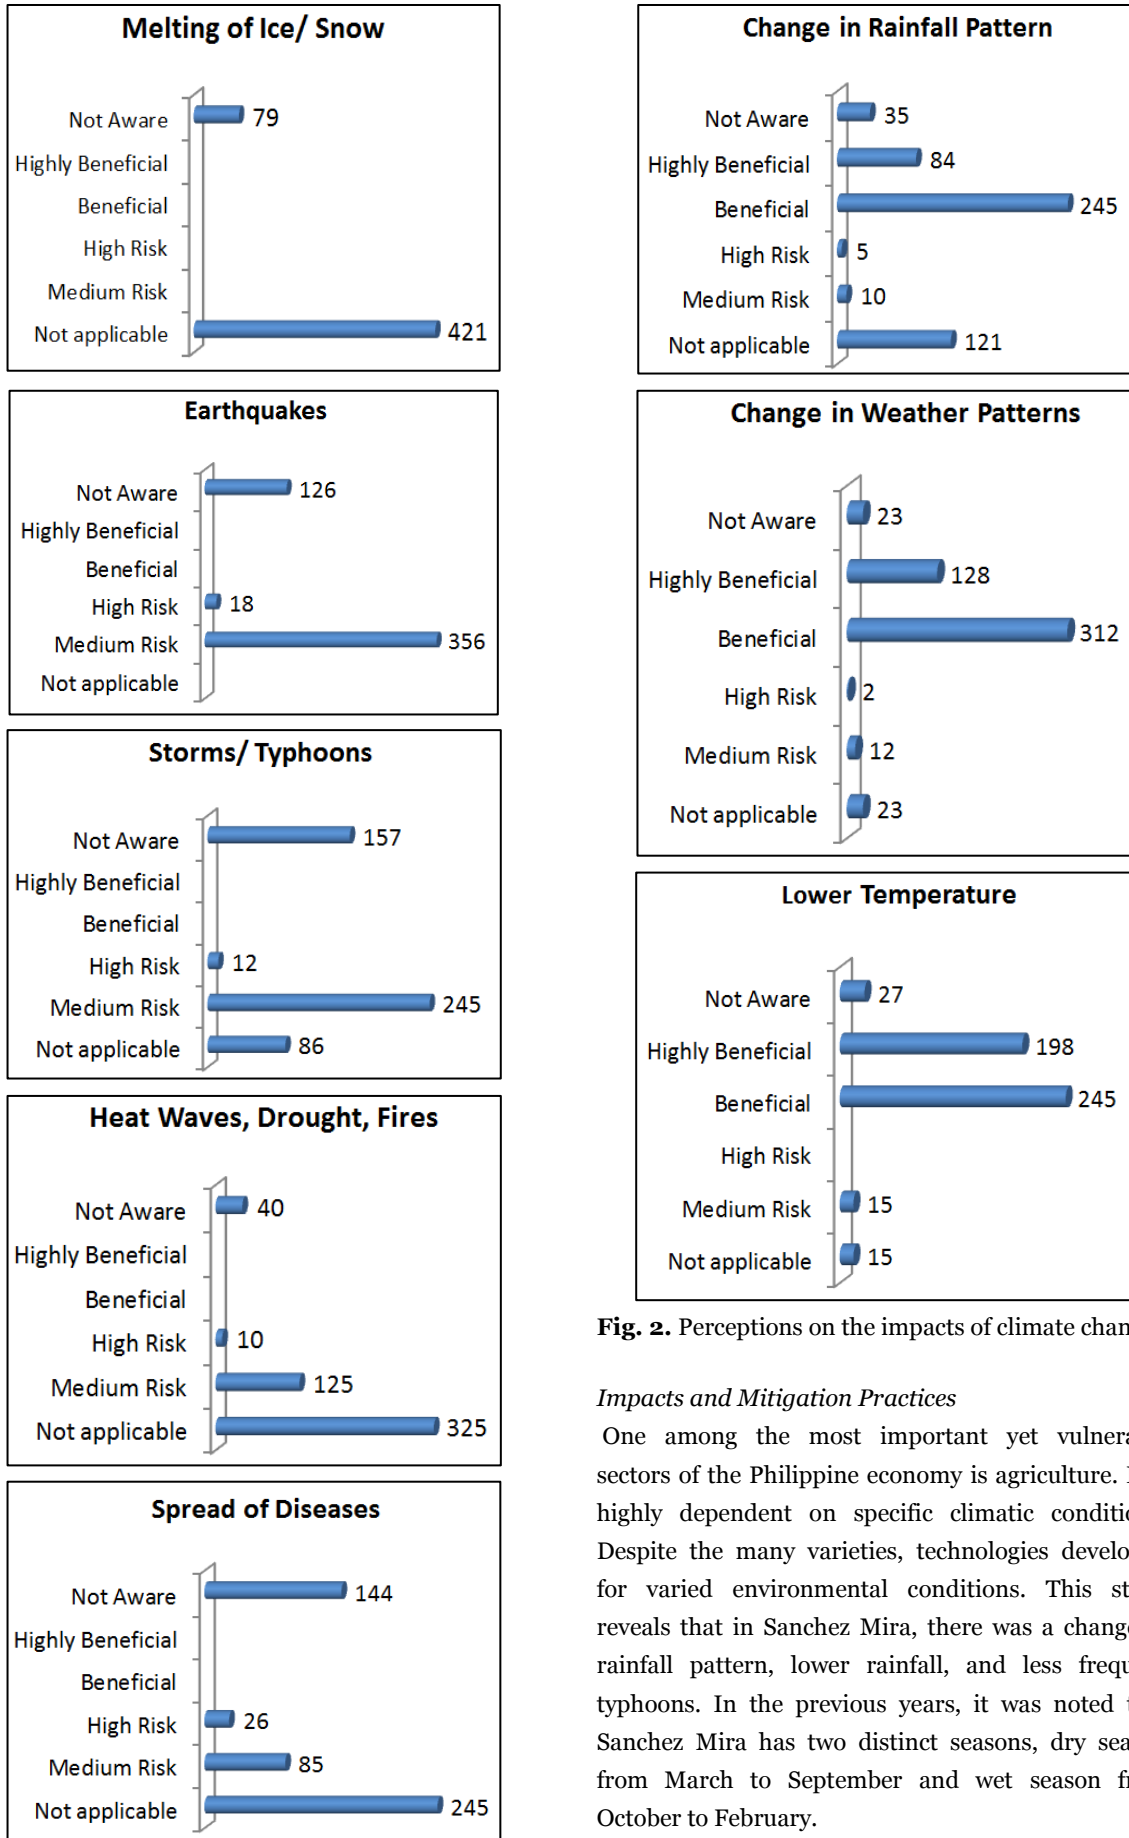 Melting of Ice/ Snow
Not Aware 79
Highly Beneficial
Beneficial
High Risk
Medium Risk
Not applicable 421
Earthquakes
Not Aware 126
Highly Beneficial
Beneficial
High Risk 18
Medium Risk 356
Not applicable
Storms/ Typhoons
Not Aware 157
Highly Beneficial
Beneficial
High Risk 12
Medium Risk 245
Not applicable 86
Heat Waves, Drought, Fires
Not Aware 40
Highly Beneficial
Beneficial
High Risk 10
Medium Risk 125
Not applicable 325
Spread of Diseases
Not Aware 144
Highly Beneficial
Beneficial
High Risk 26
Medium Risk 85
Not applicable 245
Change in Rainfall Pattern
Not Aware 35
Highly Beneficial 84
Beneficial 245
High Risk 5
Medium Risk 10
Not applicable 121
Change in Weather Patterns
Not Aware 23
Highly Beneficial 128
Beneficial 312
High Risk 2
Medium Risk 12
Not applicable 23
Lower Temperature
Not Aware 27
Highly Beneficial 198
Beneficial 245
High Risk
Medium Risk 15
Not applicable 15
Fig. 2. Perceptions on the impacts of climate chan
Impacts and Mitigation Practices
One among the most important yet vulnera
sectors of the Philippine economy is agriculture.
highly dependent on specific climatic conditio
Despite the many varieties, technologies develo
for varied environmental conditions. This st
reveals that in Sanchez Mira, there was a change
rainfall pattern, lower rainfall, and less frequ
typhoons. In the previous years, it was noted t
Sanchez Mira has two distinct seasons, dry sea
from March to September and wet season fr
October to February.